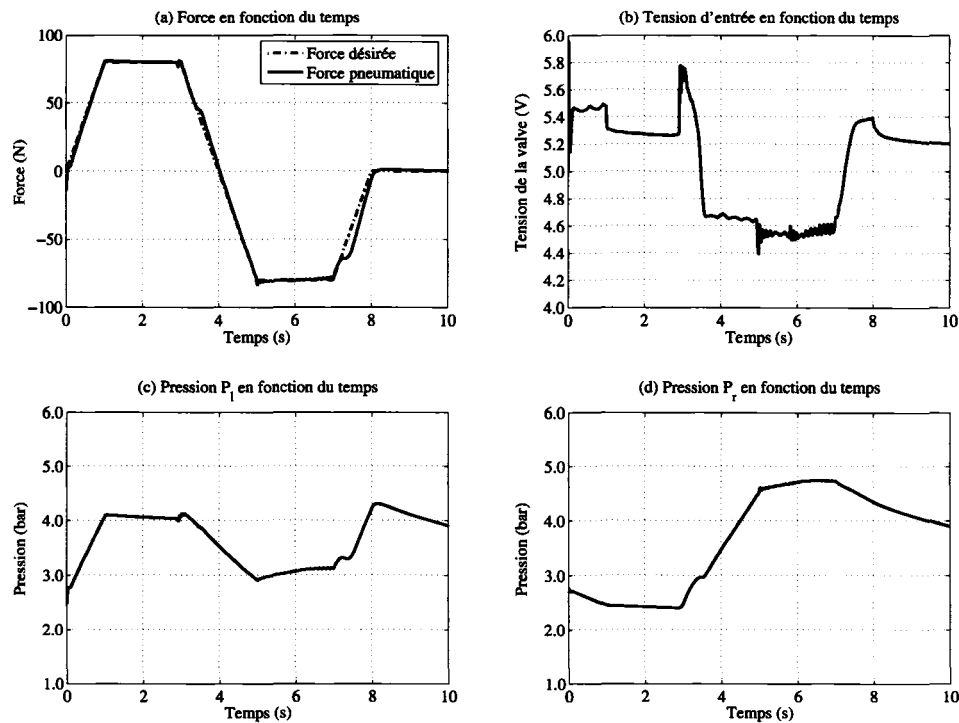 (a) Force en fonction du temps
100
50
0
−50
−100
Force (N)
Force désirée
Force pneumatique
0 2 4 6 8 10
Temps (s)
(b) Tension d'entrée en fonction du temps
6.0
5.8
5.6
5.4
5.2
5.0
4.8
4.6
4.4
4.2
4.0
Tension de la valve (V)
0 2 4 6 8 10
Temps (s)
(c) Pression P_l en fonction du temps
6.0
5.0
4.0
3.0
2.0
1.0
Pression (bar)
0 2 4 6 8 10
Temps (s)
(d) Pression P_r en fonction du temps
6.0
5.0
4.0
3.0
2.0
1.0
Pression (bar)
0 2 4 6 8 10
Temps (s)